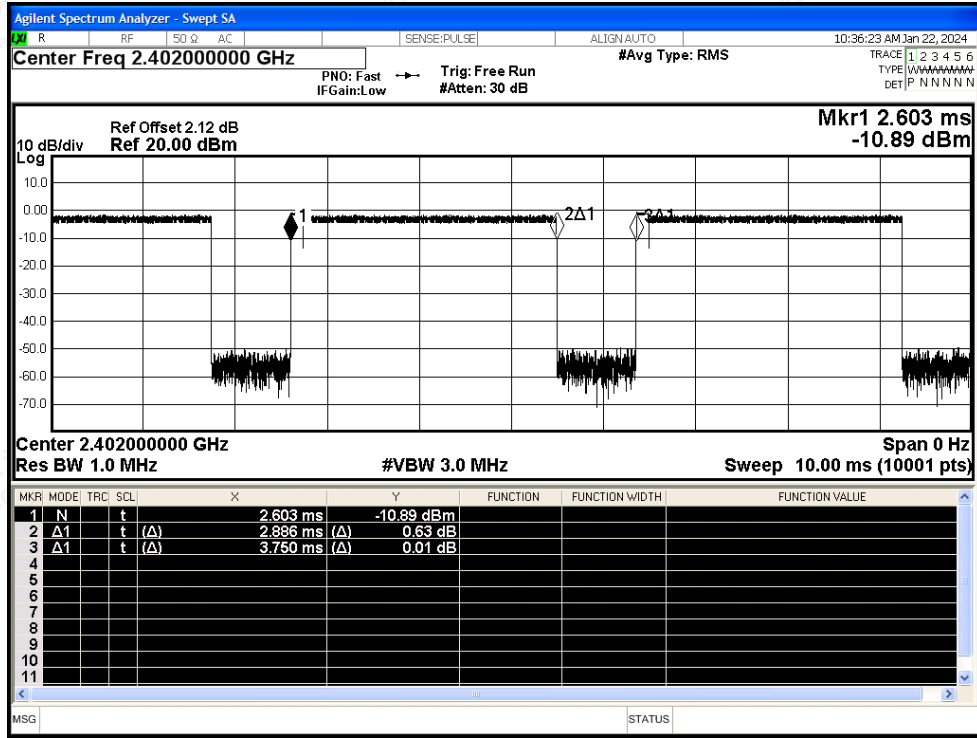 Agilent Spectrum Analyzer - Swept SA
LXI R RF 50 Ω AC SENSE:PULSE ALIGN AUTO 10:36:23 AM Jan 22, 2024
Center Freq 2.402000000 GHz #Avg Type: RMS TRACE 1 2 3 4 5 6
PNO: Fast Trig: Free Run TYPE
IFGain:Low #Atten: 30 dB DET P N N N N N
Mkr1 2.603 ms
Ref Offset 2.12 dB
10 dB/div Ref 20.00 dBm -10.89 dBm
Log
10.0
0.00 1 2Δ1 3Δ1
-10.0
-20.0
-30.0
-40.0
-50.0
-60.0
-70.0
Center 2.402000000 GHz Span 0 Hz
Res BW 1.0 MHz #VBW 3.0 MHz Sweep 10.00 ms (10001 pts)
MKR MODE TRC SCL X Y FUNCTION FUNCTION WIDTH FUNCTION VALUE
1 N t 2.603 ms -10.89 dBm
2 Δ1 t (Δ) 2.886 ms (Δ) 0.63 dB
3 Δ1 t (Δ) 3.750 ms (Δ) 0.01 dB
4
5
6
7
8
9
10
11
MSG STATUS